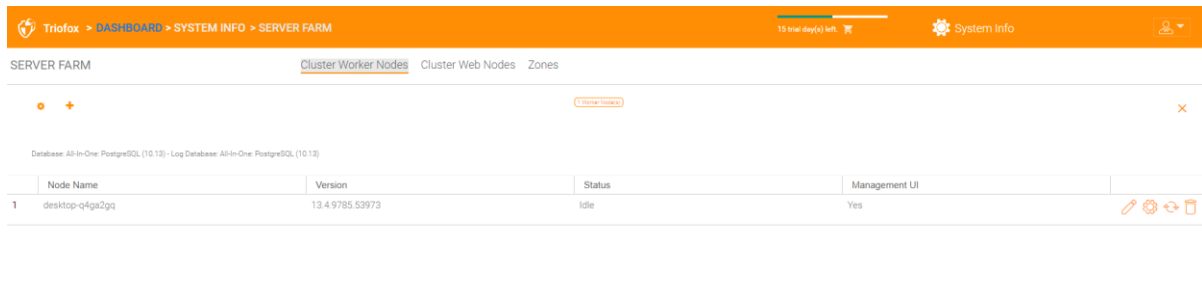 Triofox > DASHBOARD > SYSTEM INFO > SERVER FARM
15 trial day(s) left.
System Info
SERVER FARM
Cluster Worker Nodes Cluster Web Nodes Zones
1 Worker Node(s)
Database: All-In-One: PostgreSQL (10.13) - Log Database: All-In-One: PostgreSQL (10.13)
Node Name Version Status Management UI
1 desktop-q4ga2gq 13.4.9785.53973 Idle Yes